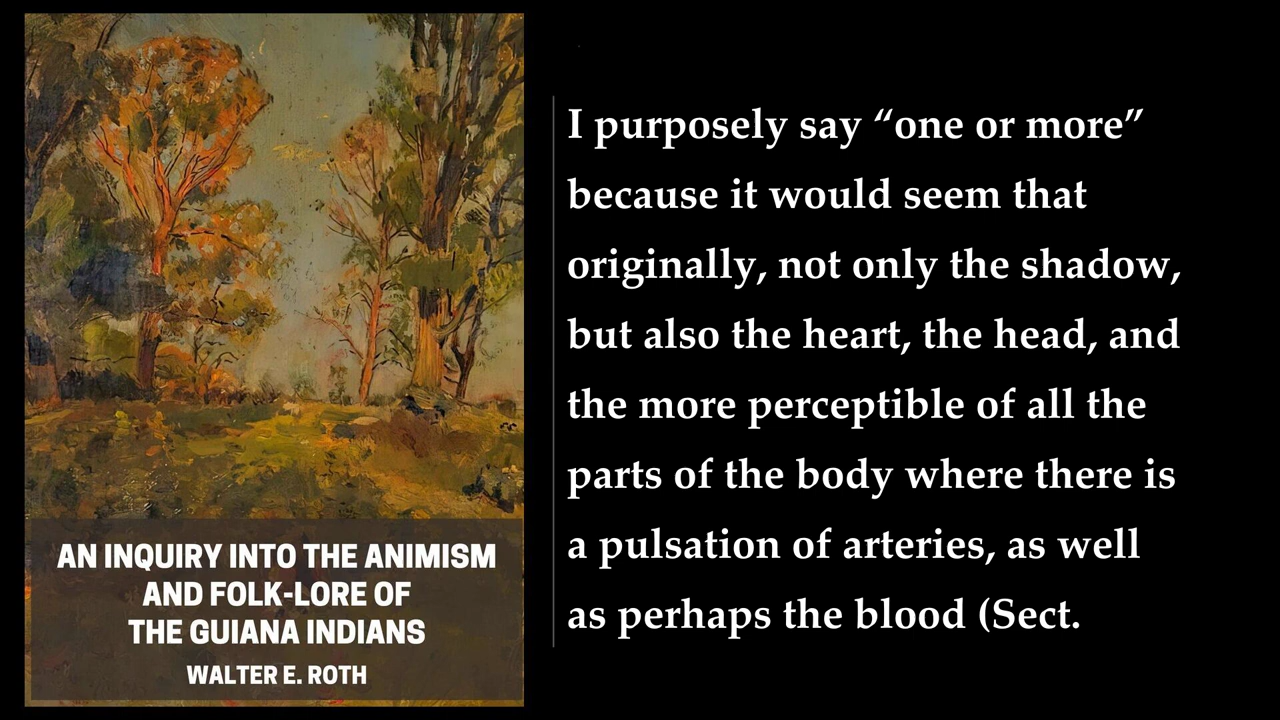 AN INQUIRY INTO THE ANIMISM
AND FOLK-LORE OF
THE GUIANA INDIANS
WALTER E. ROTH
I purposely say “one or more”
because it would seem that
originally, not only the shadow,
but also the heart, the head, and
the more perceptible of all the
parts of the body where there is
a pulsation of arteries, as well
as perhaps the blood (Sect.